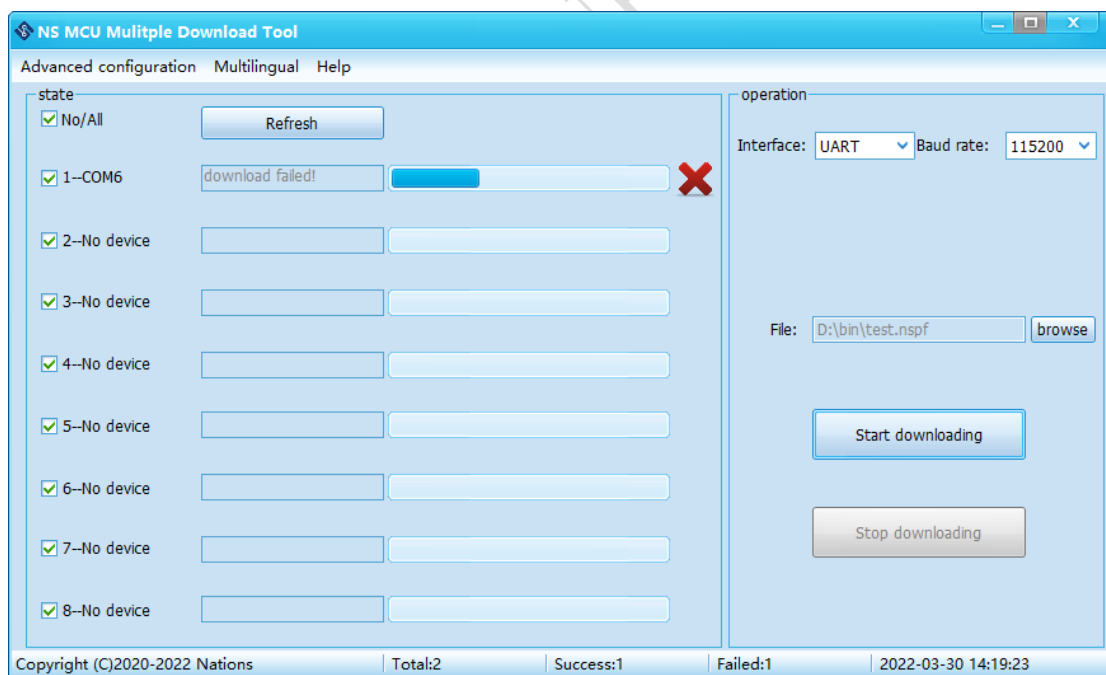 NS MCU Mulitple Download Tool
Advanced configuration Multilingual Help
state
No/All Refresh
1--COM6 download failed!
2--No device
3--No device
4--No device
5--No device
6--No device
7--No device
8--No device
operation
Interface: UART Baud rate: 115200
File: D:\bin\test.nspf browse
Start downloading
Stop downloading
Copyright (C)2020-2022 Nations Total:2 Success:1 Failed:1 2022-03-30 14:19:23